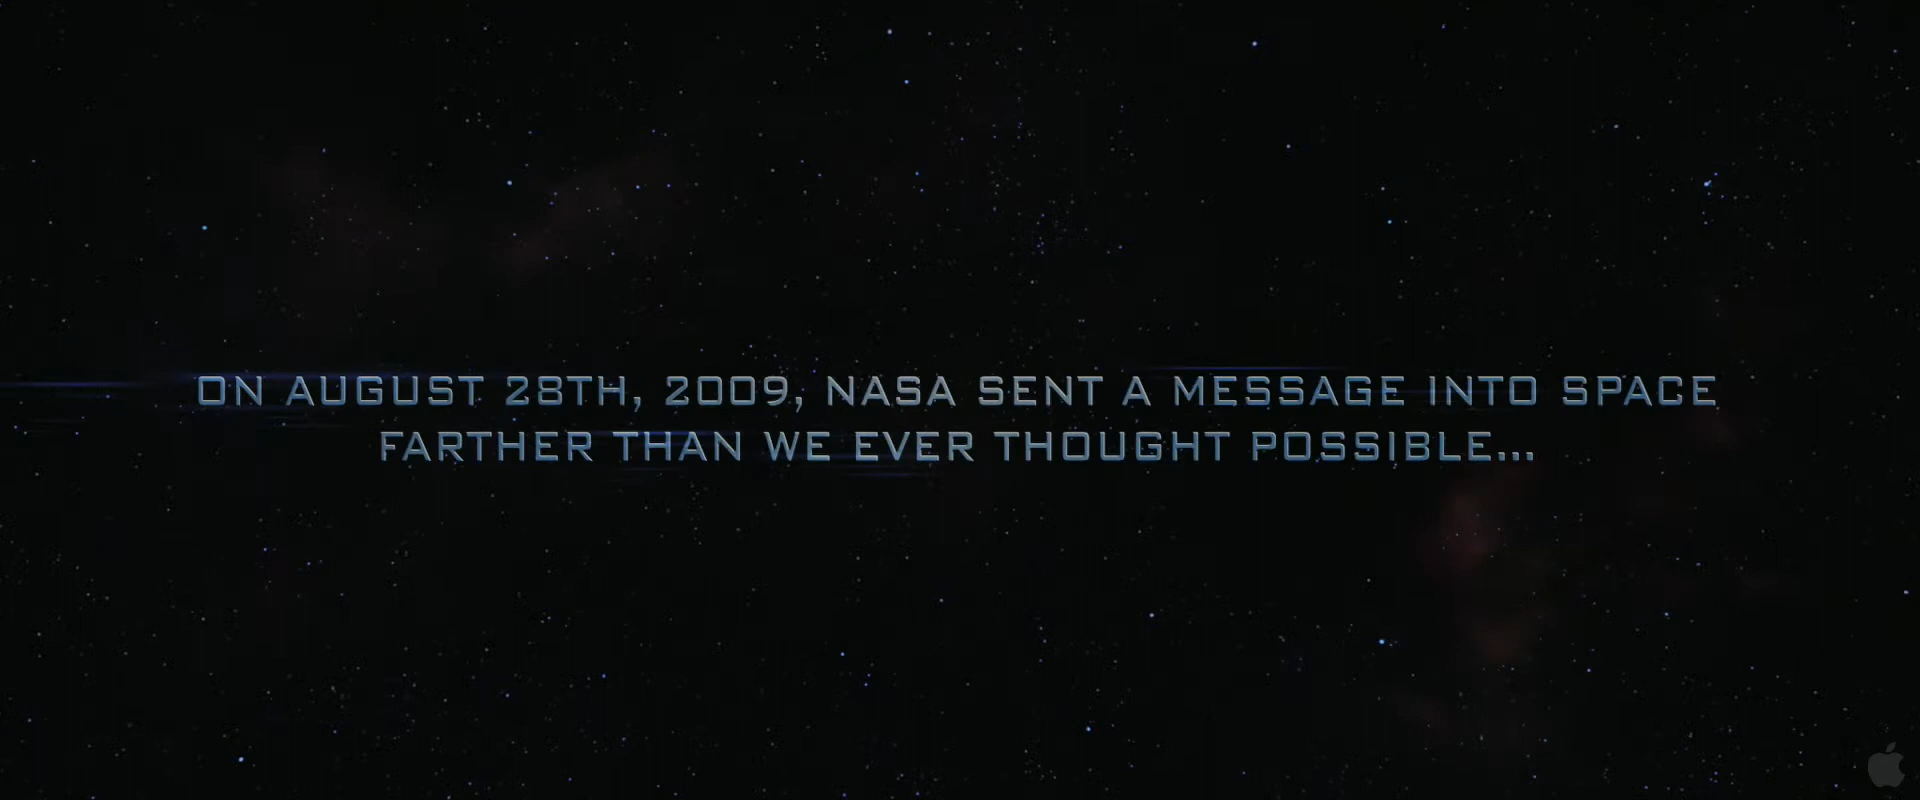 ON AUGUST 28TH, 2009, NASA SENT A MESSAGE INTO SPACE
FARTHER THAN WE EVER THOUGHT POSSIBLE...